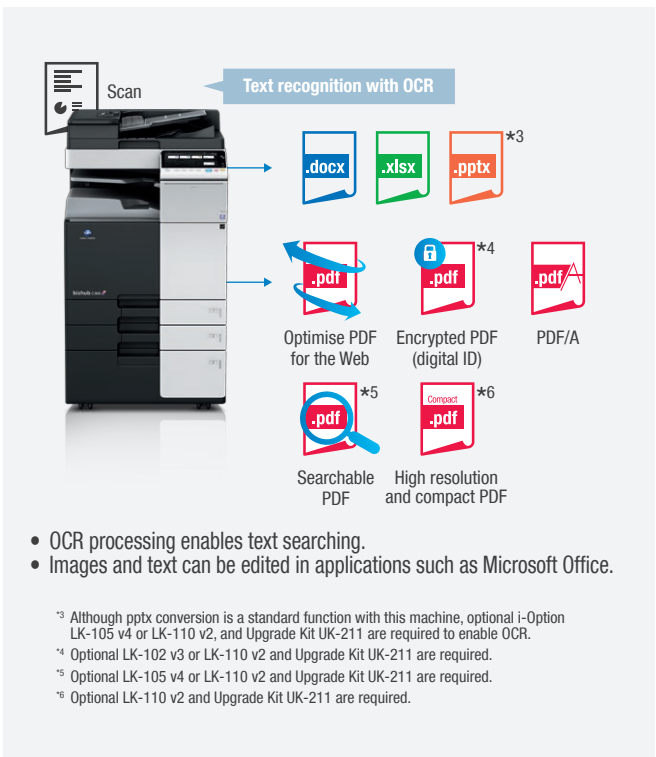 Scan
Text recognition with OCR
.docx
.xlsx
.pptx
*3
.pdf
.pdf
*4
.pdf/A
Optimise PDF
for the Web
Encrypted PDF
(digital ID)
PDF/A
.pdf
*5
Compact
.pdf
*6
Searchable
PDF
High resolution
and compact PDF
bizhub
• OCR processing enables text searching.
• Images and text can be edited in applications such as Microsoft Office.
*3 Although pptx conversion is a standard function with this machine, optional i-Option
LK-105 v4 or LK-110 v2, and Upgrade Kit UK-211 are required to enable OCR.
*4 Optional LK-102 v3 or LK-110 v2 and Upgrade Kit UK-211 are required.
*5 Optional LK-105 v4 or LK-110 v2 and Upgrade Kit UK-211 are required.
*6 Optional LK-110 v2 and Upgrade Kit UK-211 are required.